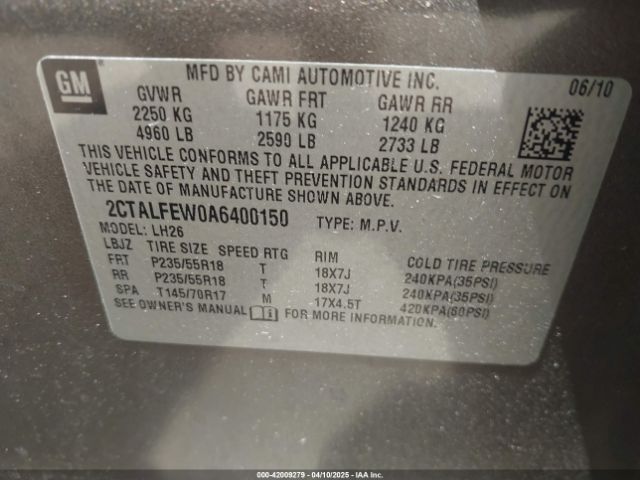 GM
MFD BY CAMI AUTOMOTIVE INC.
06/10
GVWR GAWR FRT GAWR RR
2250 KG 1175 KG 1240 KG
4960 LB 2590 LB 2733 LB
THIS VEHICLE CONFORMS TO ALL APPLICABLE U.S. FEDERAL MOTOR
VEHICLE SAFETY AND THEFT PREVENTION STANDARDS IN EFFECT ON
THE DATE OF MANUFACTURE SHOWN ABOVE.
2CTALFEW0A6400150 TYPE: M.P.V.
MODEL: LH26
LBJZ TIRE SIZE SPEED RTG RIM COLD TIRE PRESSURE
FRT P235/55R18 T 18X7J 240KPA(35PSI)
RR P235/55R18 T 18X7J 240KPA(35PSI)
SPA T145/70R17 M 17X4.5T 420KPA(60PSI)
SEE OWNER'S MANUAL FOR MORE INFORMATION.
000-42009279 - 04/10/2025 - IAA Inc.